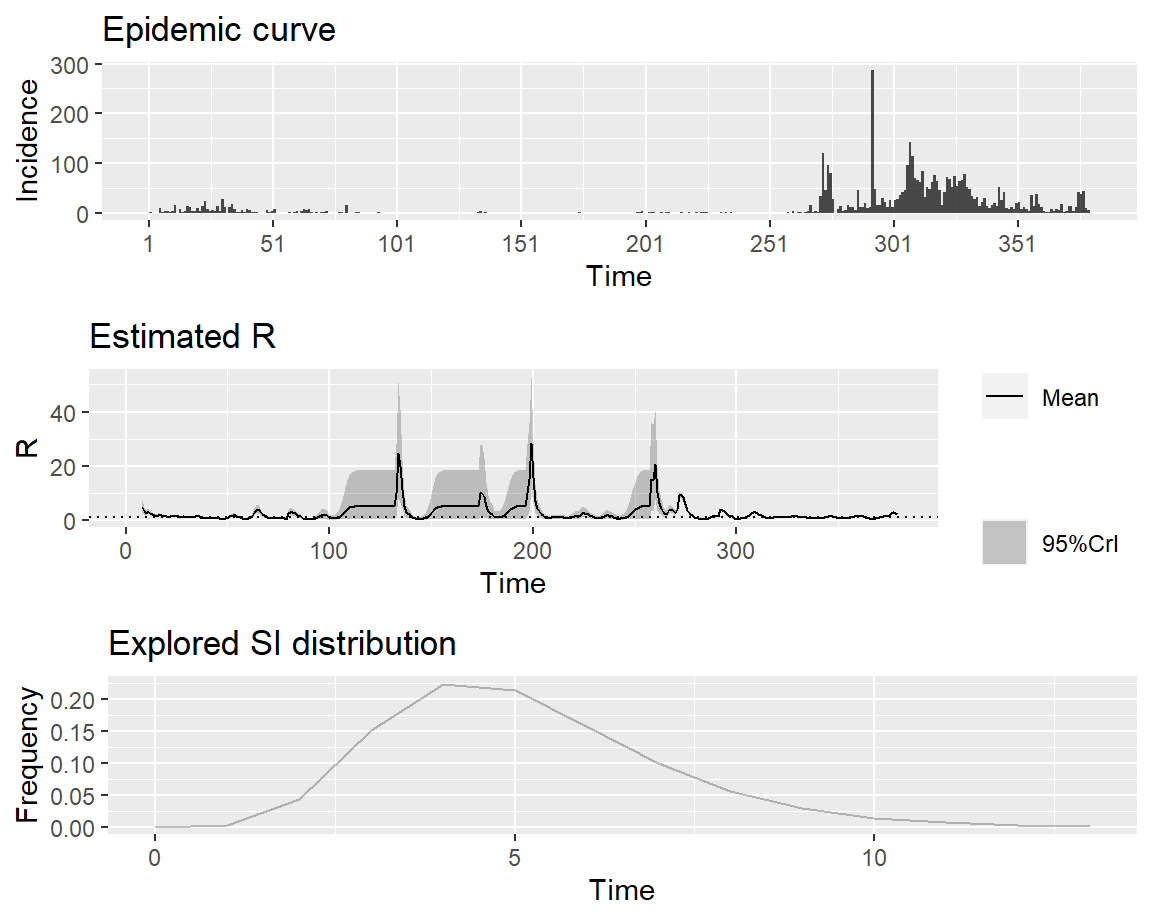 Epidemic curve
Incidence
300
200
100
0
1 51 101 151 201 251 301 351
Time
Estimated R
R
40
20
0
0 100 200 300
Time
Mean
95%CrI
Explored SI distribution
Frequency
0.20
0.15
0.10
0.05
0.00
0 5 10
Time